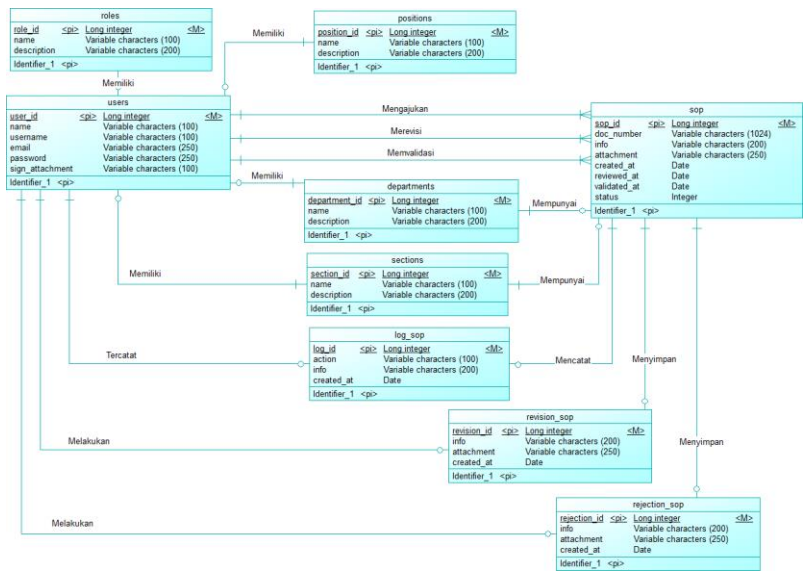 roles
role_id <pi> Long integer <M>
name Variable characters (100)
description Variable characters (200)
Identifier_1 <pi>
positions
position_id <pi> Long integer <M>
name Variable characters (100)
description Variable characters (200)
Identifier_1 <pi>
Memiliki
Memiliki
users
user_id <pi> Long integer <M>
name Variable characters (100)
username Variable characters (100)
email Variable characters (250)
password Variable characters (250)
sign_attachment Variable characters (100)
Identifier_1 <pi>
Mengajukan
Merevisi
Memvalidasi
sop
sop_id <pi> Long integer <M>
doc_number Variable characters (1024)
info Variable characters (200)
attachment Variable characters (250)
created_at Date
reviewed_at Date
validated_at Date
status Integer
Identifier_1 <pi>
Memiliki
departments
department_id <pi> Long integer <M>
name Variable characters (100)
description Variable characters (200)
Identifier_1 <pi>
Mempunyai
Memiliki
sections
section_id <pi> Long integer <M>
name Variable characters (100)
description Variable characters (200)
Identifier_1 <pi>
Mempunyai
Tercatat
log_sop
log_id <pi> Long integer <M>
action Variable characters (100)
info Variable characters (200)
created_at Date
Identifier_1 <pi>
Mencatat
Menyimpan
Melakukan
revision_sop
revision_id <pi> Long integer <M>
info Variable characters (200)
attachment Variable characters (250)
created_at Date
Identifier_1 <pi>
Menyimpan
Melakukan
rejection_sop
rejection_id <pi> Long integer <M>
info Variable characters (200)
attachment Variable characters (250)
created_at Date
Identifier_1 <pi>